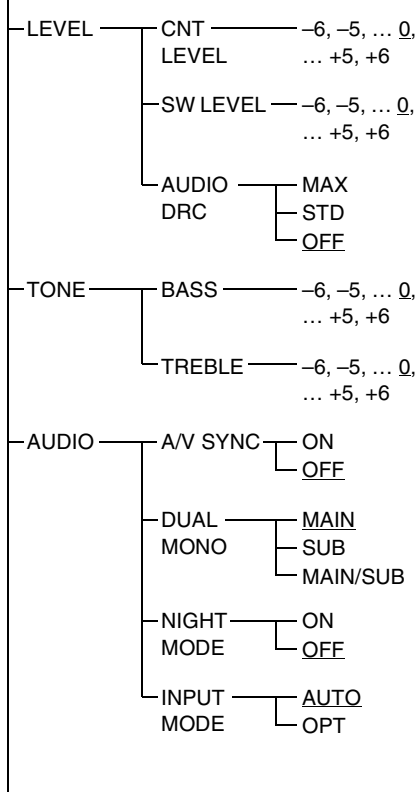 LEVEL CNT LEVEL –6, –5, … 0, … +5, +6
SW LEVEL –6, –5, … 0, … +5, +6
AUDIO DRC MAX
STD
OFF
TONE BASS –6, –5, … 0, … +5, +6
TREBLE –6, –5, … 0, … +5, +6
AUDIO A/V SYNC ON
OFF
DUAL MONO MAIN
SUB
MAIN/SUB
NIGHT MODE ON
OFF
INPUT MODE AUTO
OPT